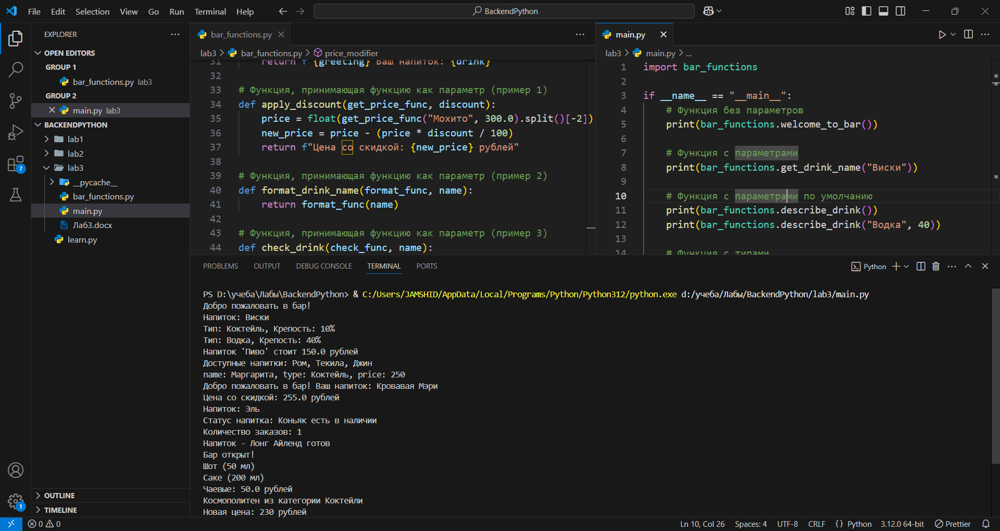 File Edit Selection View Go Run Terminal Help
BackendPython
EXPLORER
OPEN EDITORS
GROUP 1
bar_functions.py lab3
GROUP 2
main.py lab3
BACKENDPYTHON
lab1
lab2
lab3
__pycache__
bar_functions.py
main.py
Лаб3.docx
learn.py
OUTLINE
TIMELINE
7
1
bar_functions.py
lab3 > bar_functions.py > price_modifier
31 return f"{greeting} Ваш напиток: {drink}"
32
33 # Функция, принимающая функцию как параметр (пример 1)
34 def apply_discount(get_price_func, discount):
35 price = float(get_price_func("Мохито", 300.0).split()[-2])
36 new_price = price - (price * discount / 100)
37 return f"Цена со скидкой: {new_price} рублей"
38
39 # Функция, принимающая функцию как параметр (пример 2)
40 def format_drink_name(format_func, name):
41 return format_func(name)
42
43 # Функция, принимающая функцию как параметр (пример 3)
44 def check_drink(check_func, name):
main.py
lab3 > main.py > ...
1 import bar_functions
2
3 if __name__ == "__main__":
4 # Функция без параметров
5 print(bar_functions.welcome_to_bar())
6
7 # Функция с параметрами
8 print(bar_functions.get_drink_name("Виски"))
9
10 # Функция с параметрами по умолчанию
11 print(bar_functions.describe_drink())
12 print(bar_functions.describe_drink("Водка", 40))
13
14 # Функция с типами
PROBLEMS OUTPUT DEBUG CONSOLE TERMINAL PORTS
Python
PS D:\учеба\Лабы\BackendPython> & C:/Users/JAMSHID/AppData/Local/Programs/Python/Python312/python.exe d:/учеба/Лабы/BackendPython/lab3/main.py
Добро пожаловать в бар!
Напиток: Виски
Тип: Коктейль, Крепость: 10%
Тип: Водка, Крепость: 40%
Напиток 'Пиво' стоит 150.0 рублей
Доступные напитки: Ром, Текила, Джин
name: Маргарита, type: Коктейль, price: 250
Добро пожаловать в бар! Ваш напиток: Кровавая Мэри
Цена со скидкой: 255.0 рублей
Напиток: Эль
Статус напитка: Коньяк есть в наличии
Количество заказов: 1
Напиток - Лонг Айленд готов
Бар открыт!
Шот (50 мл)
Саке (200 мл)
Чаевые: 50.0 рублей
Космополитен из категории Коктейли
Новая цена: 230 рублей
0 0
Ln 10, Col 26 Spaces: 4 UTF-8 CRLF {} Python 3.12.0 64-bit Prettier